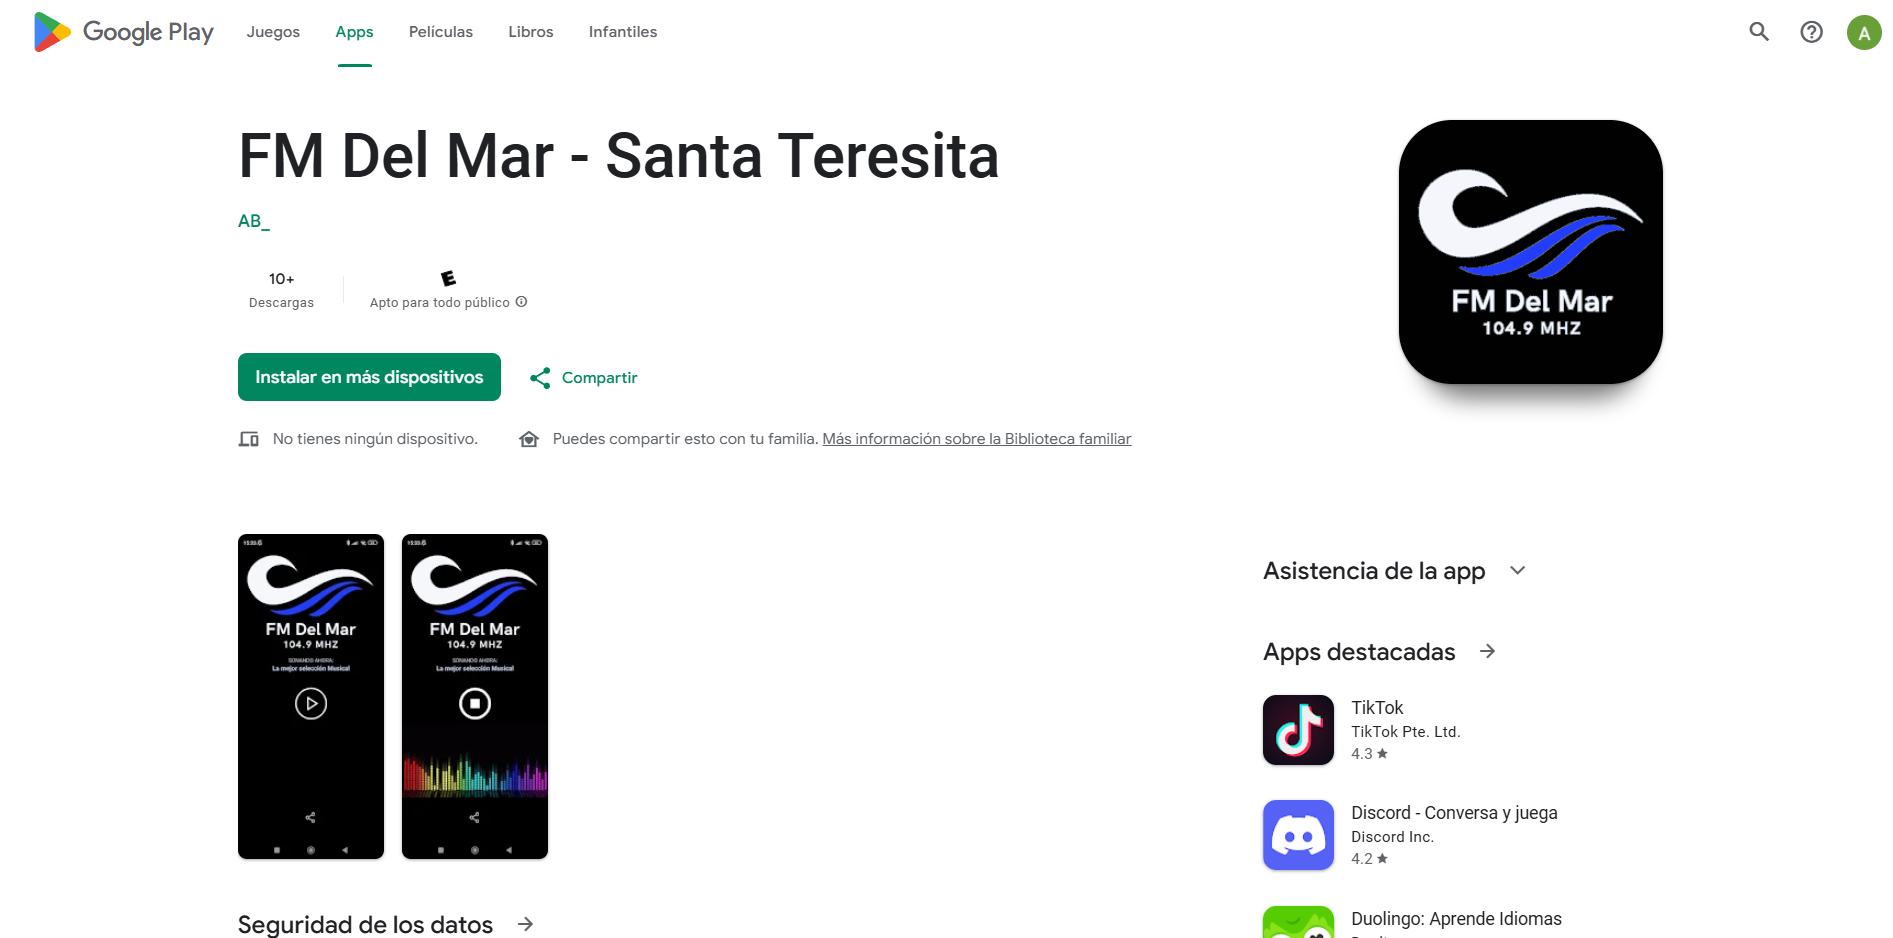 Google Play
Juegos
Apps
Películas
Libros
Infantiles
A
FM Del Mar - Santa Teresita
AB_
10+
Descargas
E
Apto para todo público
Instalar en más dispositivos
Compartir
No tienes ningún dispositivo.
Puedes compartir esto con tu familia. Más información sobre la Biblioteca familiar
FM Del Mar
104.9 MHZ
FM Del Mar
104.9 MHZ
SONANDO AHORA:
La mejor selección Musical
FM Del Mar
104.9 MHZ
SONANDO AHORA:
La mejor selección Musical
Seguridad de los datos
Asistencia de la app
Apps destacadas
TikTok
TikTok Pte. Ltd.
4.3 ★
Discord - Conversa y juega
Discord Inc.
4.2 ★
Duolingo: Aprende Idiomas